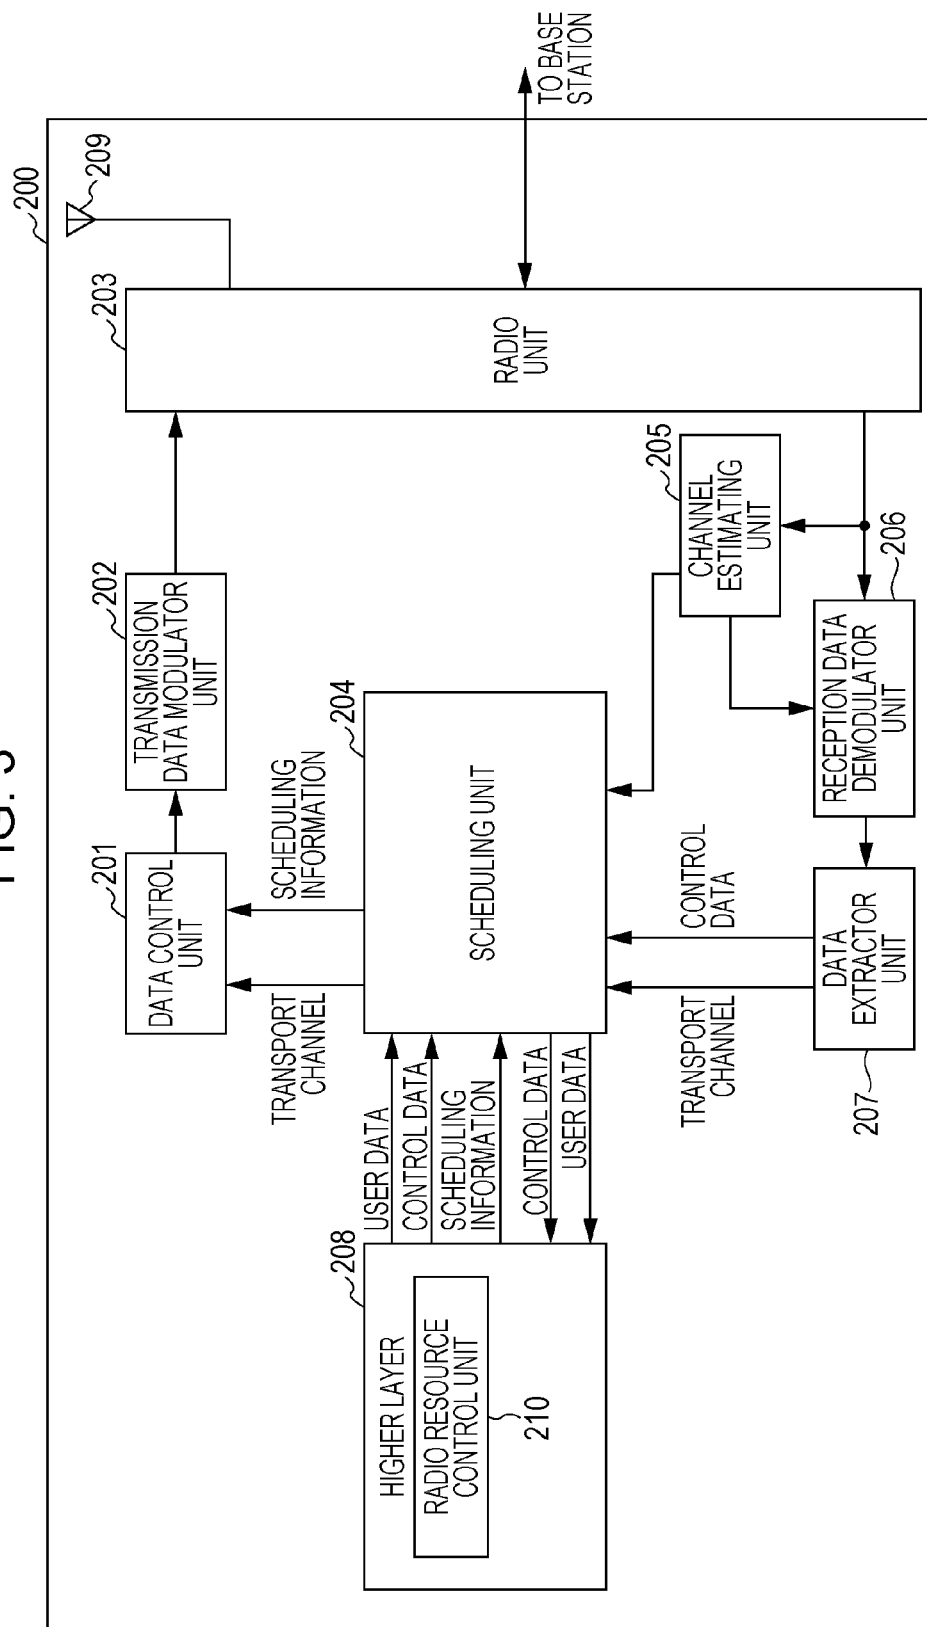 FIG. 3
200
209
203
RADIO
UNIT
TO BASE
STATION
202
TRANSMISSION
DATA MODULATOR
UNIT
201
DATA CONTROL
UNIT
TRANSPORT
CHANNEL
SCHEDULING
INFORMATION
204
SCHEDULING UNIT
205
CHANNEL
ESTIMATING
UNIT
206
RECEPTION DATA
DEMODULATOR
UNIT
DATA
EXTRACTOR
UNIT
207
TRANSPORT
CHANNEL
CONTROL
DATA
208
HIGHER LAYER
RADIO RESOURCE
CONTROL UNIT
210
USER DATA
CONTROL DATA
SCHEDULING
INFORMATION
CONTROL DATA
USER DATA